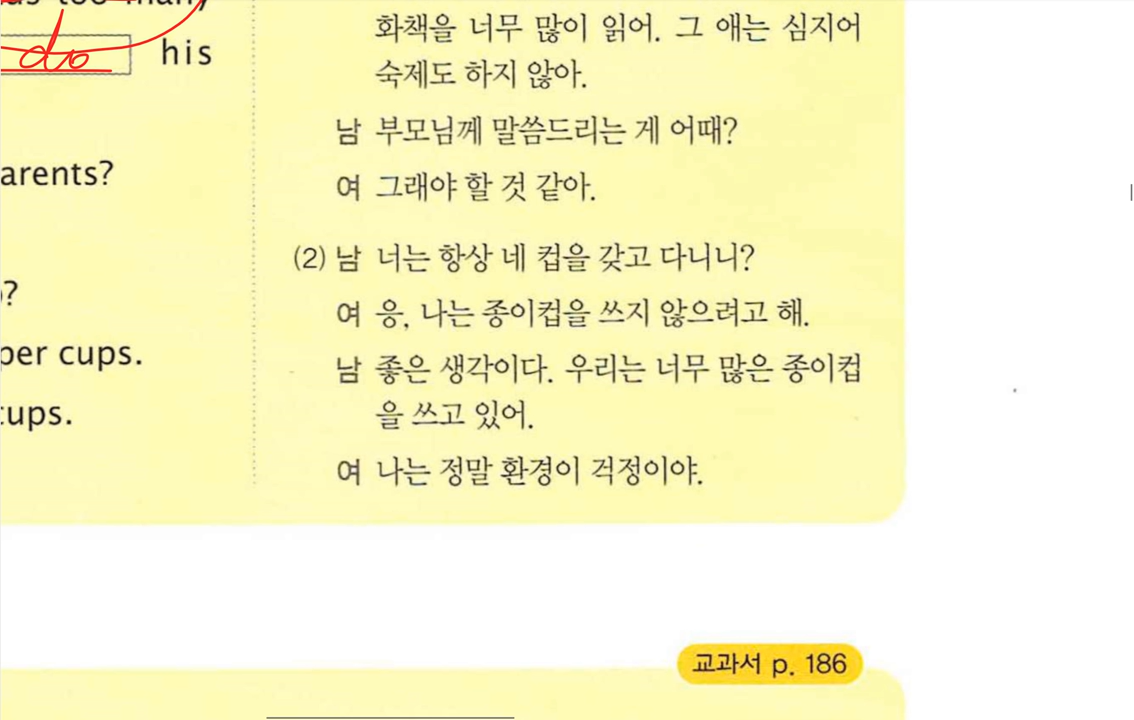 do his
arents?
?
per cups.
cups.
화책을 너무 많이 읽어. 그 애는 심지어
숙제도 하지 않아.
남 부모님께 말씀드리는 게 어때?
여 그래야 할 것 같아.
(2) 남 너는 항상 네 컵을 갖고 다니니?
여 응, 나는 종이컵을 쓰지 않으려고 해.
남 좋은 생각이다. 우리는 너무 많은 종이컵
을 쓰고 있어.
여 나는 정말 환경이 걱정이야.
교과서 p. 186